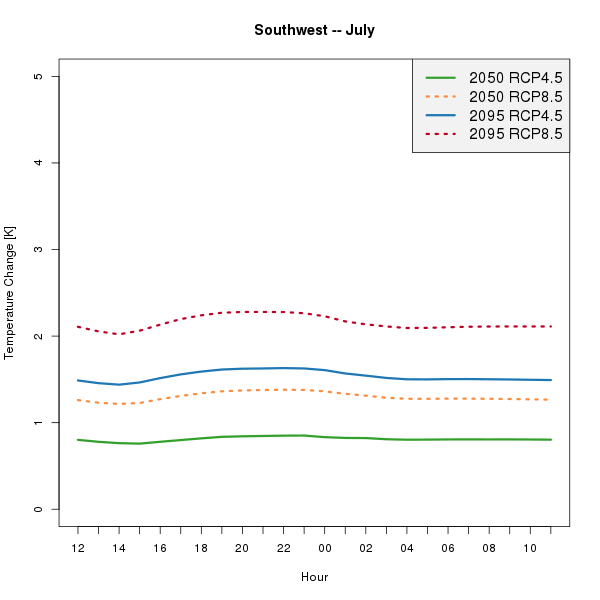 Southwest -- July
2050 RCP4.5
2050 RCP8.5
2095 RCP4.5
2095 RCP8.5
Temperature Change [K]
5
4
3
2
1
0
12 14 16 18 20 22 00 02 04 06 08 10
Hour